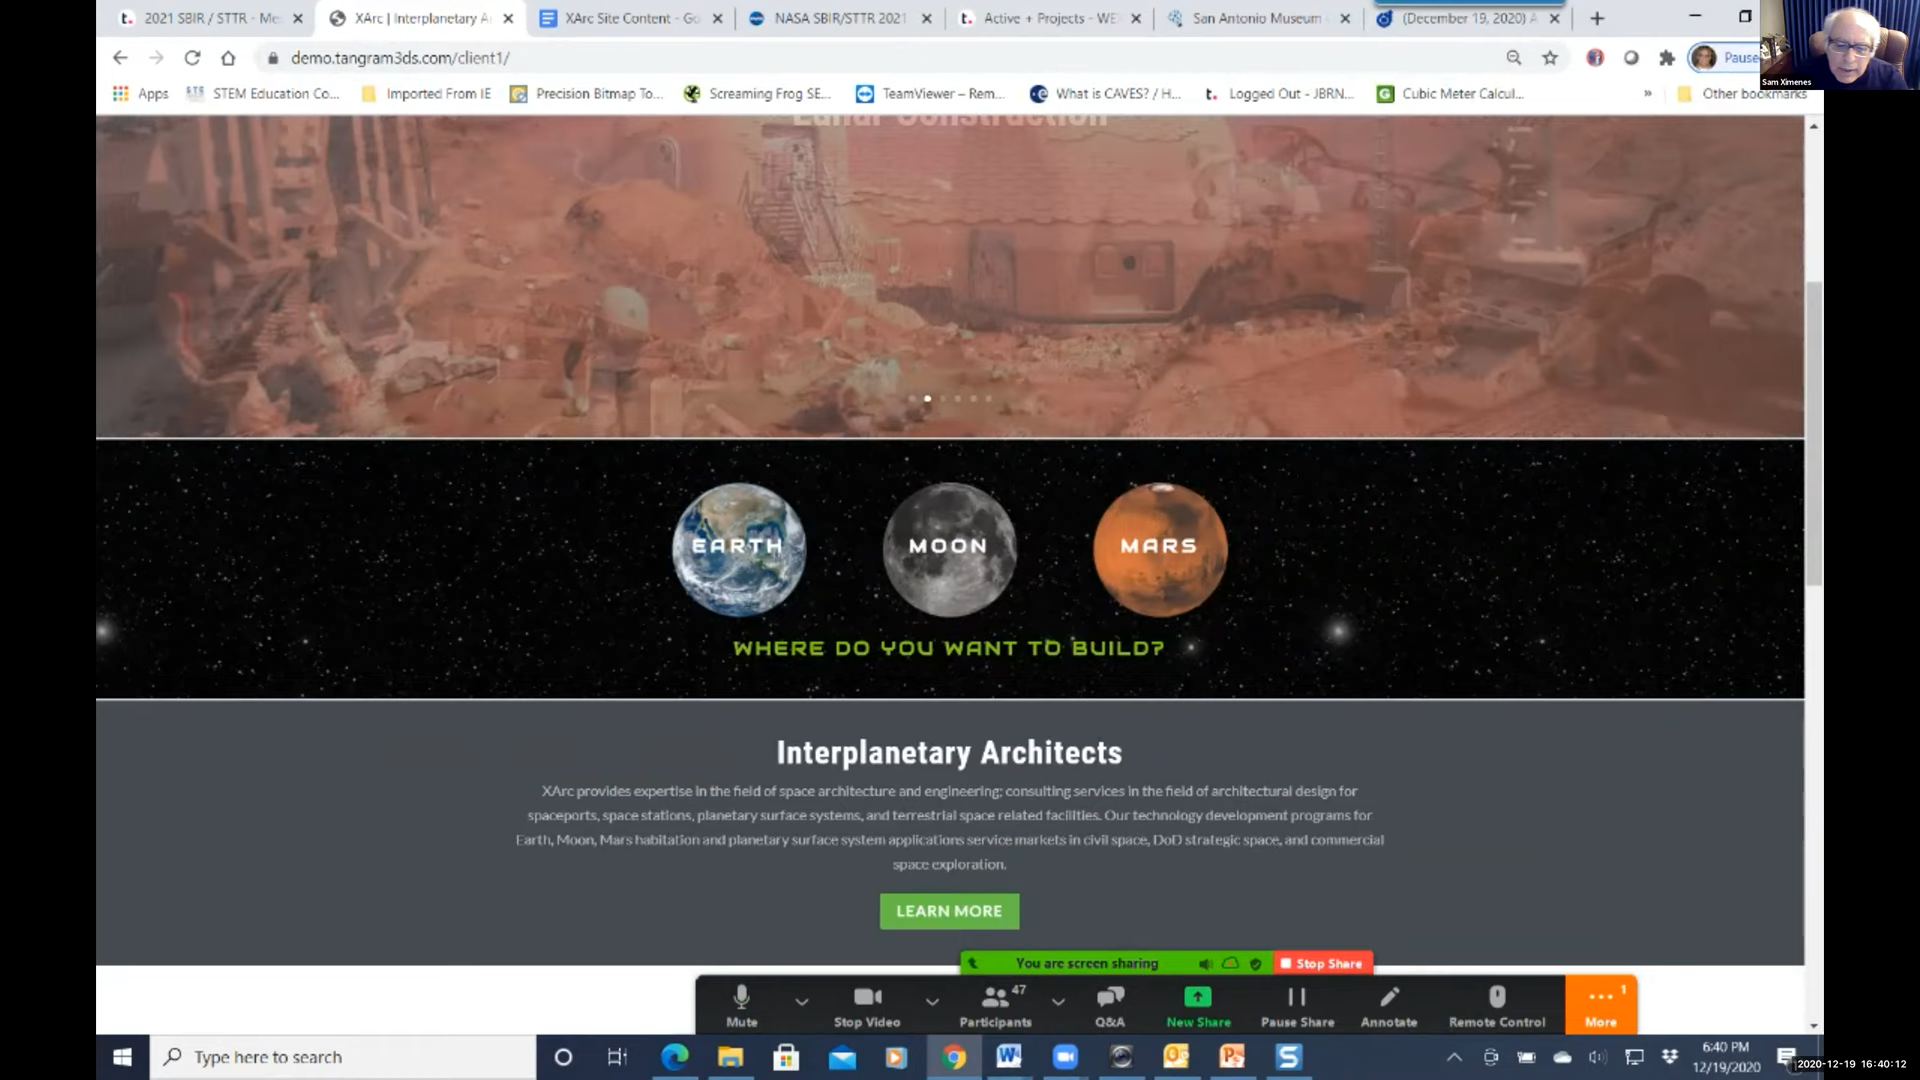 2021 SBIR / STTR - Me
XArc | Interplanetary A
XArc Site Content - Go
NASA SBIR/STTR 2021
Active + Projects - WE
San Antonio Museum
(December 19, 2020) A
demo.tangram3ds.com/client1/
Pause
Sam Ximenes
Apps
STEM Education Co...
Imported From IE
Precision Bitmap To...
Screaming Frog SE...
TeamViewer – Rem...
What is CAVES? / H...
Logged Out - JBRN...
Cubic Meter Calcul...
»
Other bookmarks
Lunar Construction
EARTH
MOON
MARS
WHERE DO YOU WANT TO BUILD?
Interplanetary Architects
XArc provides expertise in the field of space architecture and engineering; consulting services in the field of architectural design for
spaceports, space stations, planetary surface systems, and terrestrial space related facilities. Our technology development programs for
Earth, Moon, Mars habitation and planetary surface system applications service markets in civil space, DoD strategic space, and commercial
space exploration.
LEARN MORE
You are screen sharing
Stop Share
Mute
Stop Video
47
Participants
Q&A
New Share
Pause Share
Annotate
Remote Control
1
More
Type here to search
6:40 PM
12/19/2020
2020-12-19 16:40:12